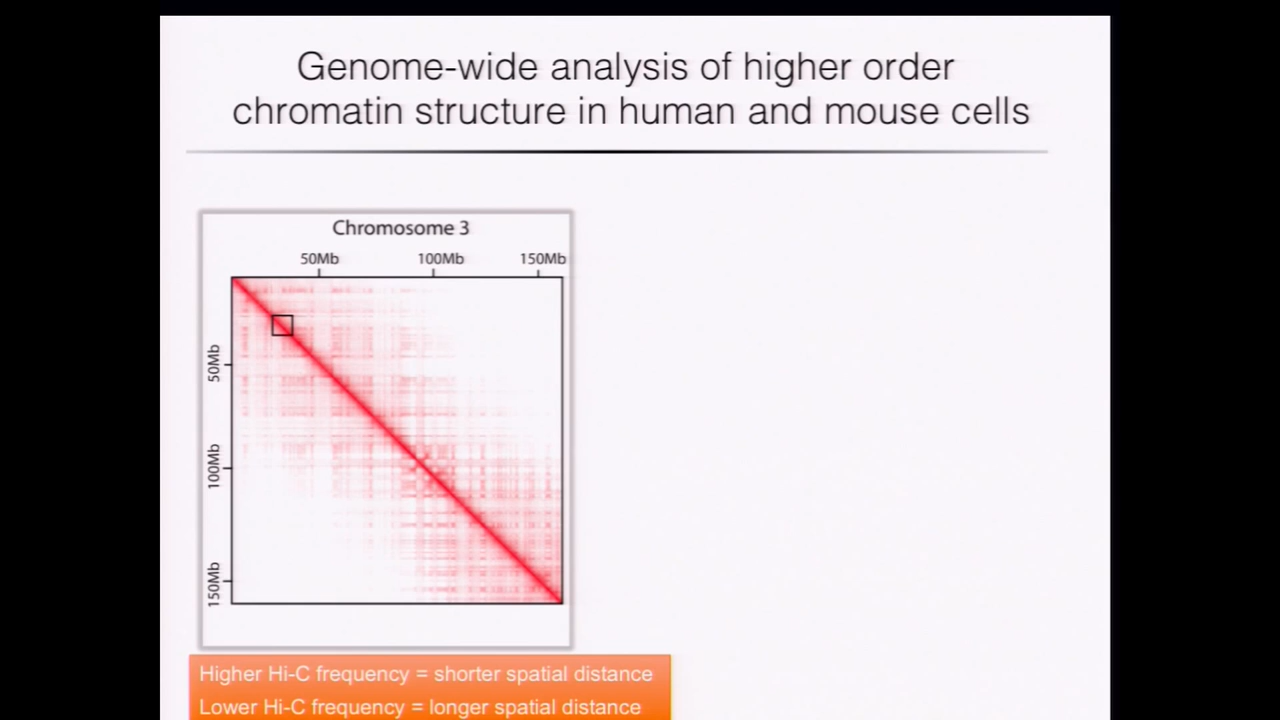 Genome-wide analysis of higher order
chromatin structure in human and mouse cells
Chromosome 3
50Mb 100Mb 150Mb
50Mb
100Mb
150Mb
Higher Hi-C frequency = shorter spatial distance
Lower Hi-C frequency = longer spatial distance